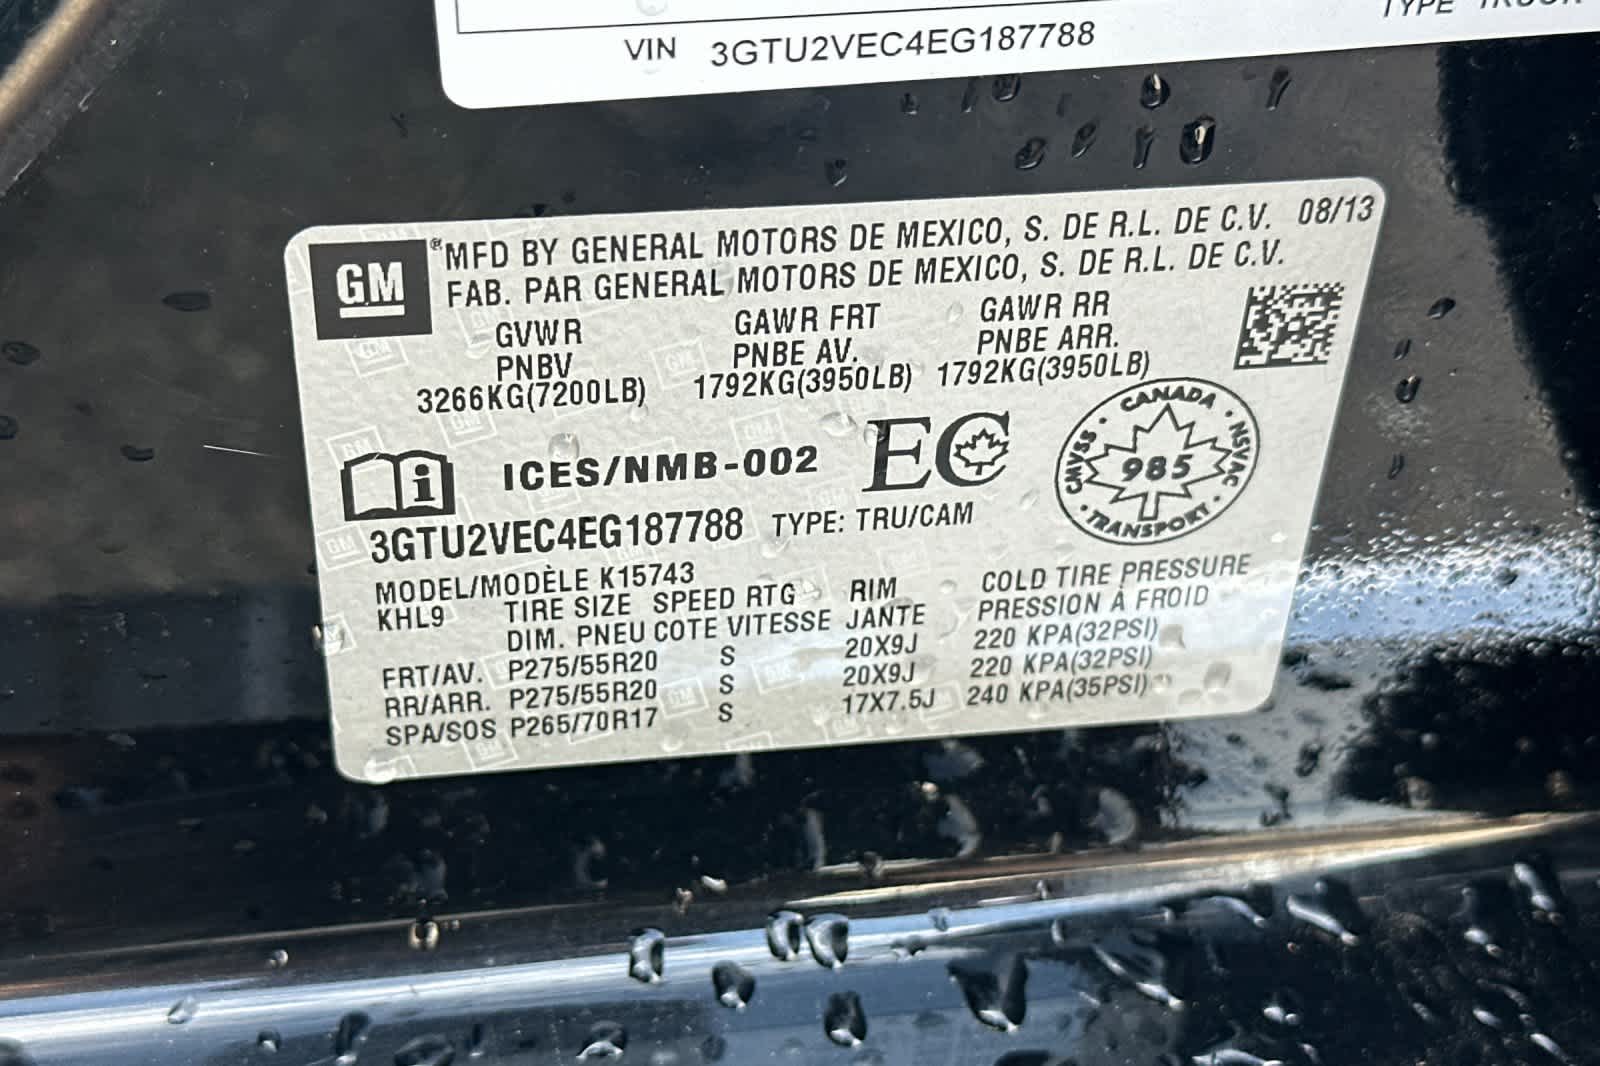 TYPE TRUCK
VIN 3GTU2VEC4EG187788
GM ® MFD BY GENERAL MOTORS DE MEXICO, S. DE R.L. DE C.V. 08/13
FAB. PAR GENERAL MOTORS DE MEXICO, S. DE R.L. DE C.V.
GVWR GAWR FRT GAWR RR
PNBV PNBE AV. PNBE ARR.
3266KG(7200LB) 1792KG(3950LB) 1792KG(3950LB)
i ICES/NMB-002 EC
CANADA
CMVSS 985 NSVAC
TRANSPORT
3GTU2VEC4EG187788 TYPE: TRU/CAM
MODEL/MODÈLE K15743
KHL9 TIRE SIZE SPEED RTG RIM COLD TIRE PRESSURE
DIM. PNEU COTE VITESSE JANTE PRESSION À FROID
FRT/AV. P275/55R20 S 20X9J 220 KPA(32PSI)
RR/ARR. P275/55R20 S 20X9J 220 KPA(32PSI)
SPA/SOS P265/70R17 S 17X7.5J 240 KPA(35PSI)